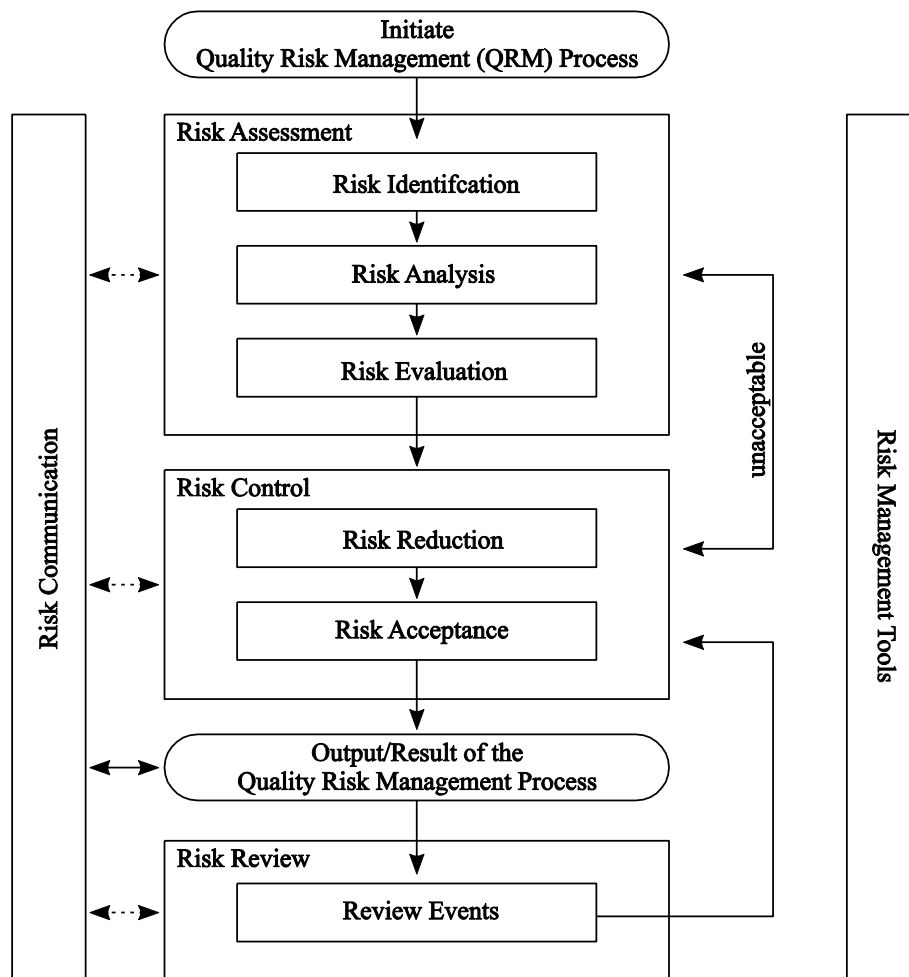 Initiate
Quality Risk Management (QRM) Process
Risk Assessment
Risk Identifcation
Risk Analysis
Risk Evaluation
unacceptable
Risk Communication
Risk Management Tools
Risk Control
Risk Reduction
Risk Acceptance
Output/Result of the
Quality Risk Management Process
Risk Review
Review Events